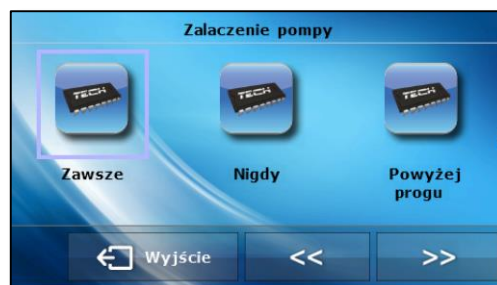 Zalaczenie pompy
TECH TECH TECH
Zawsze Nigdy Powyżej
progu
Wyjście << >>